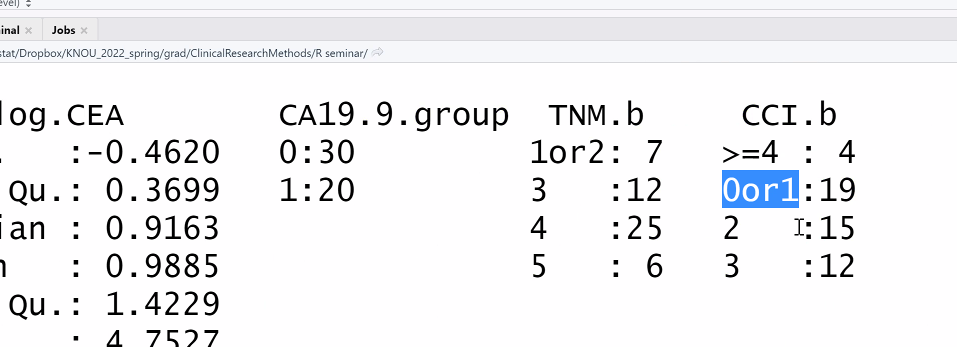 evel)
inal × Jobs ×
stat/Dropbox/KNOU_2022_spring/grad/ClinicalResearchMethods/R seminar/
log.CEA CA19.9.group TNM.b CCI.b
. :-0.4620 0:30 1or2: 7 >=4 : 4
Qu.: 0.3699 1:20 3 :12 0or1:19
ian : 0.9163 4 :25 2 :15
n : 0.9885 5 : 6 3 :12
Qu.: 1.4229
. : 4.7527